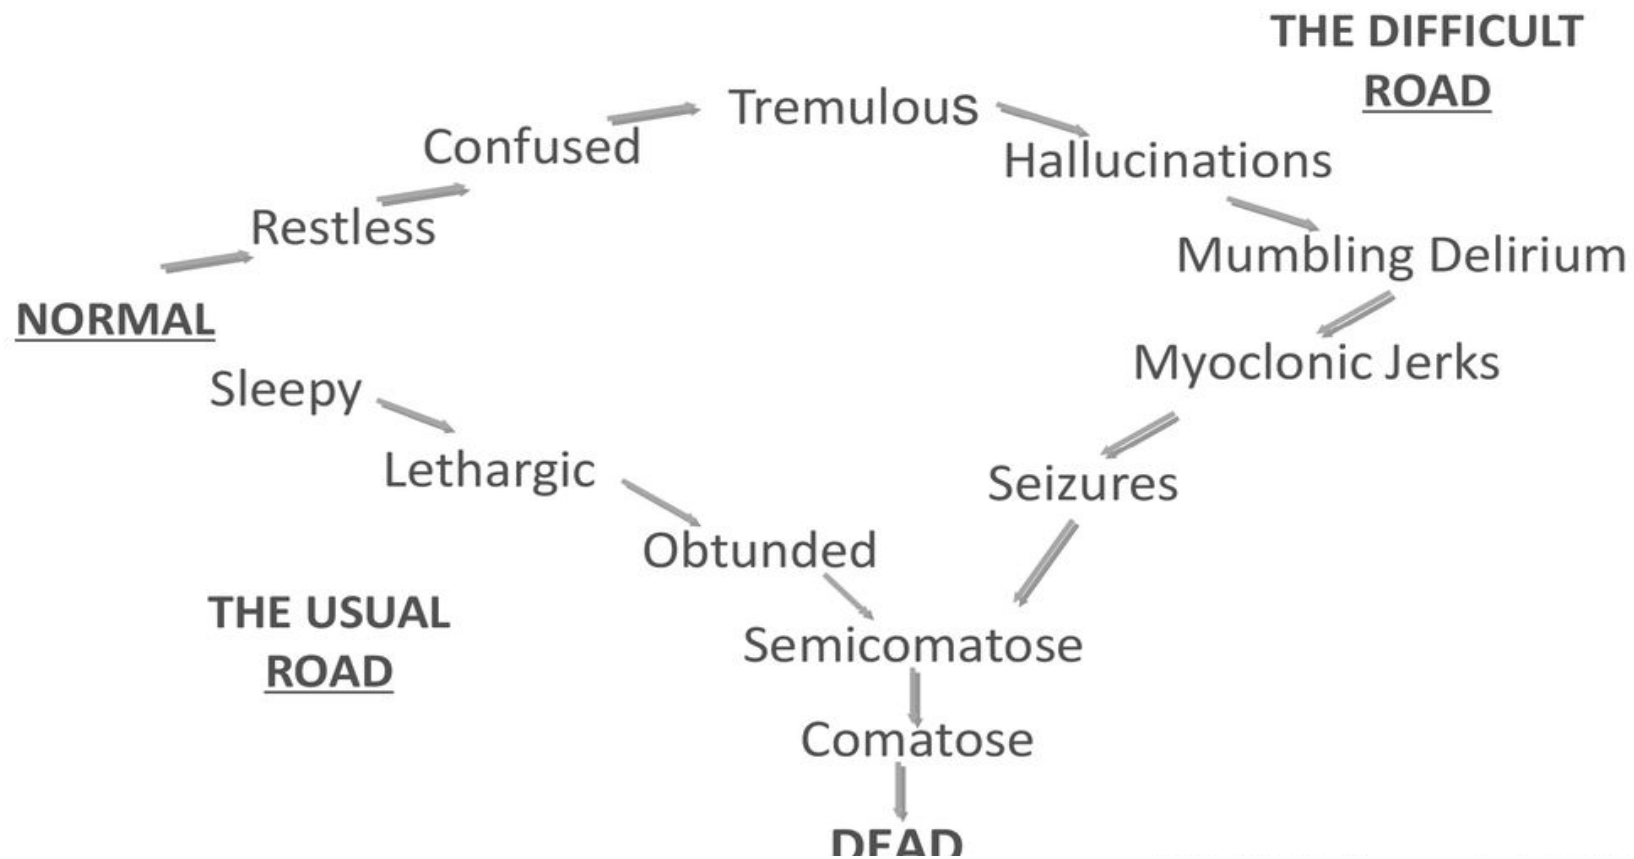 THE DIFFICULT
ROAD
Tremulous
Confused
Hallucinations
Restless
Mumbling Delirium
NORMAL
Myoclonic Jerks
Sleepy
Lethargic
Seizures
Obtunded
THE USUAL
ROAD
Semicomatose
Comatose
DEAD